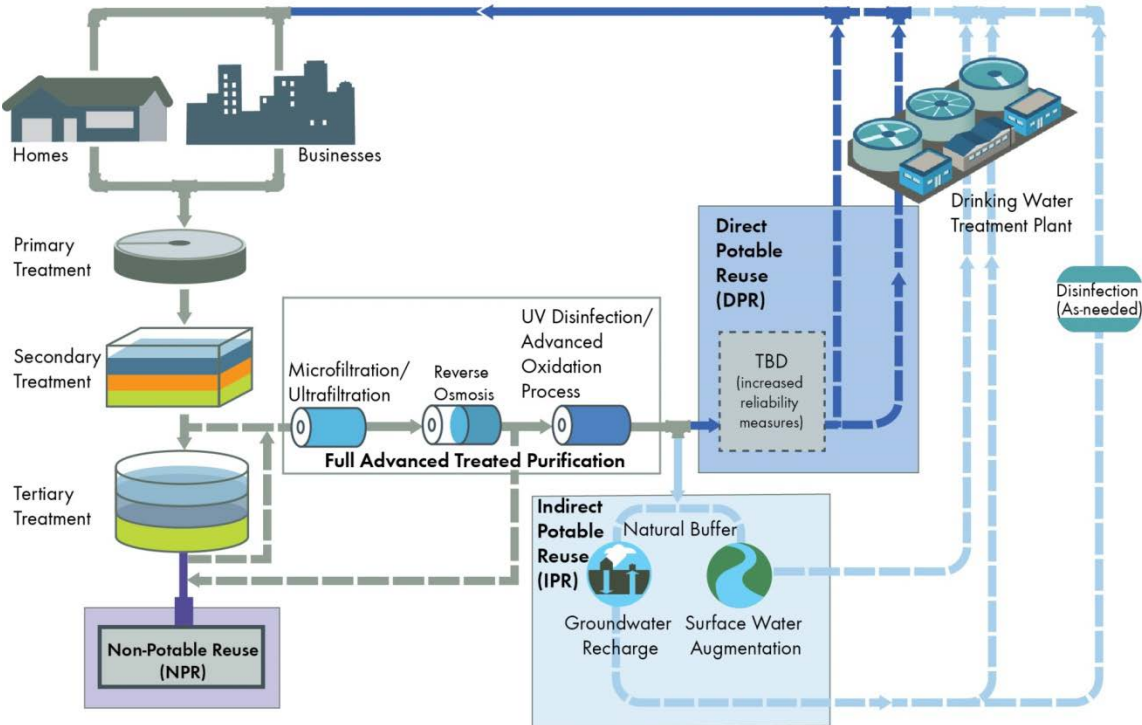 Homes
Businesses
Drinking Water
Treatment Plant
Primary
Treatment
Direct
Potable
Reuse
(DPR)
Disinfection
(As-needed)
UV Disinfection/
Advanced
Oxidation
Process
Secondary
Treatment
Microfiltration/
Ultrafiltration
Reverse
Osmosis
TBD
(increased
reliability
measures)
Full Advanced Treated Purification
Tertiary
Treatment
Indirect
Potable
Reuse
(IPR)
Natural Buffer
Groundwater
Recharge
Surface Water
Augmentation
Non-Potable Reuse
(NPR)